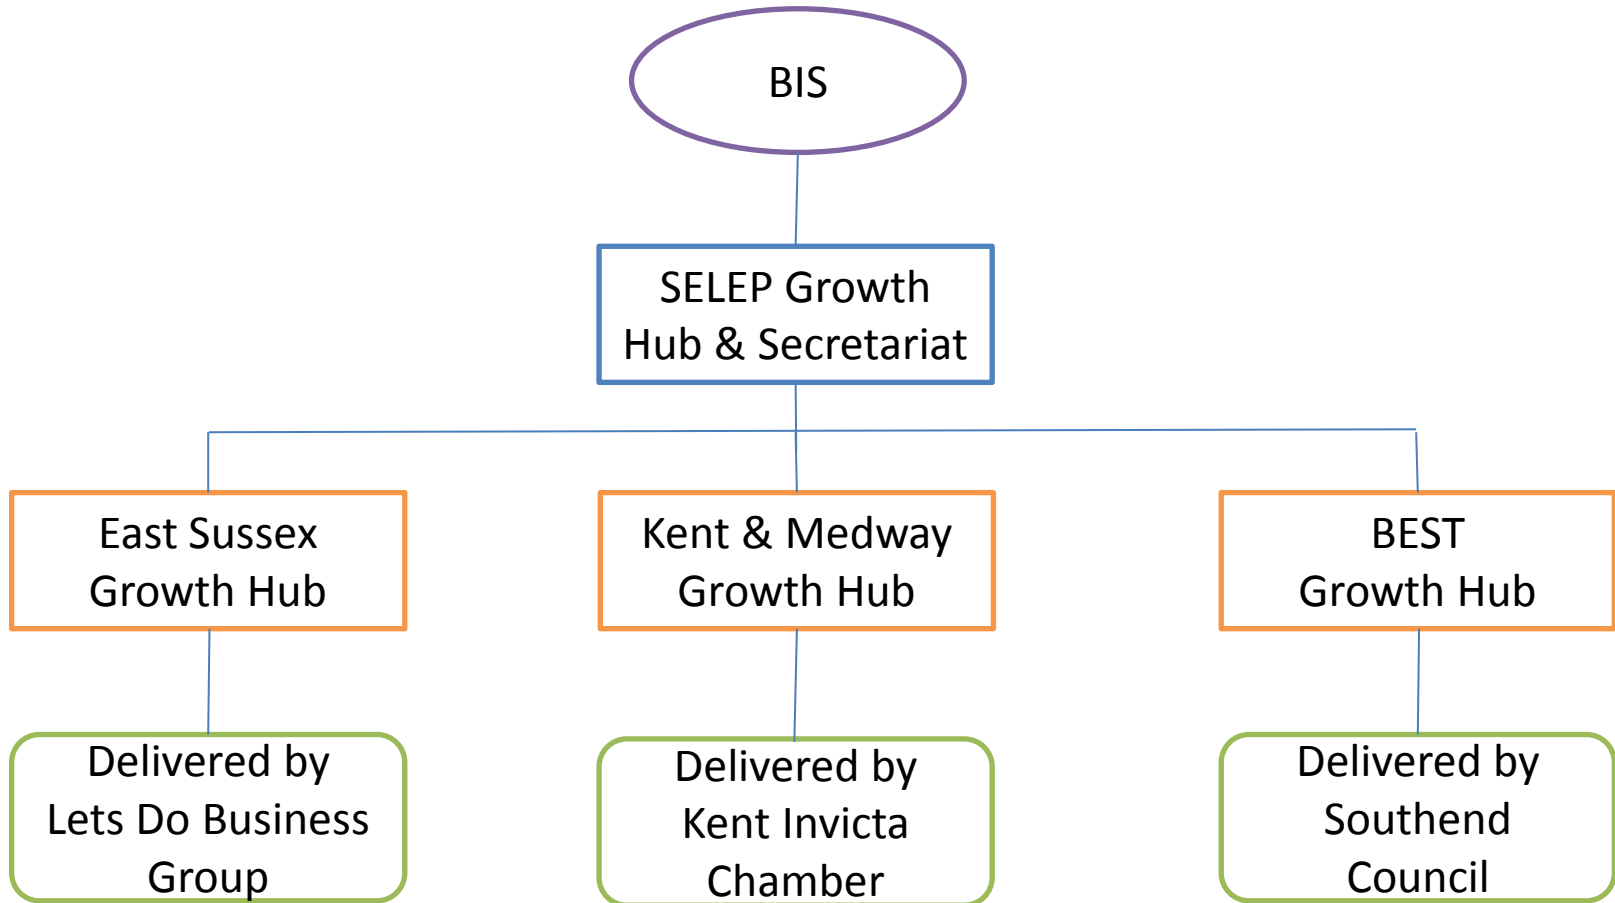 BIS
SELEP Growth
Hub & Secretariat
East Sussex
Growth Hub
Kent & Medway
Growth Hub
BEST
Growth Hub
Delivered by
Lets Do Business
Group
Delivered by
Kent Invicta
Chamber
Delivered by
Southend
Council